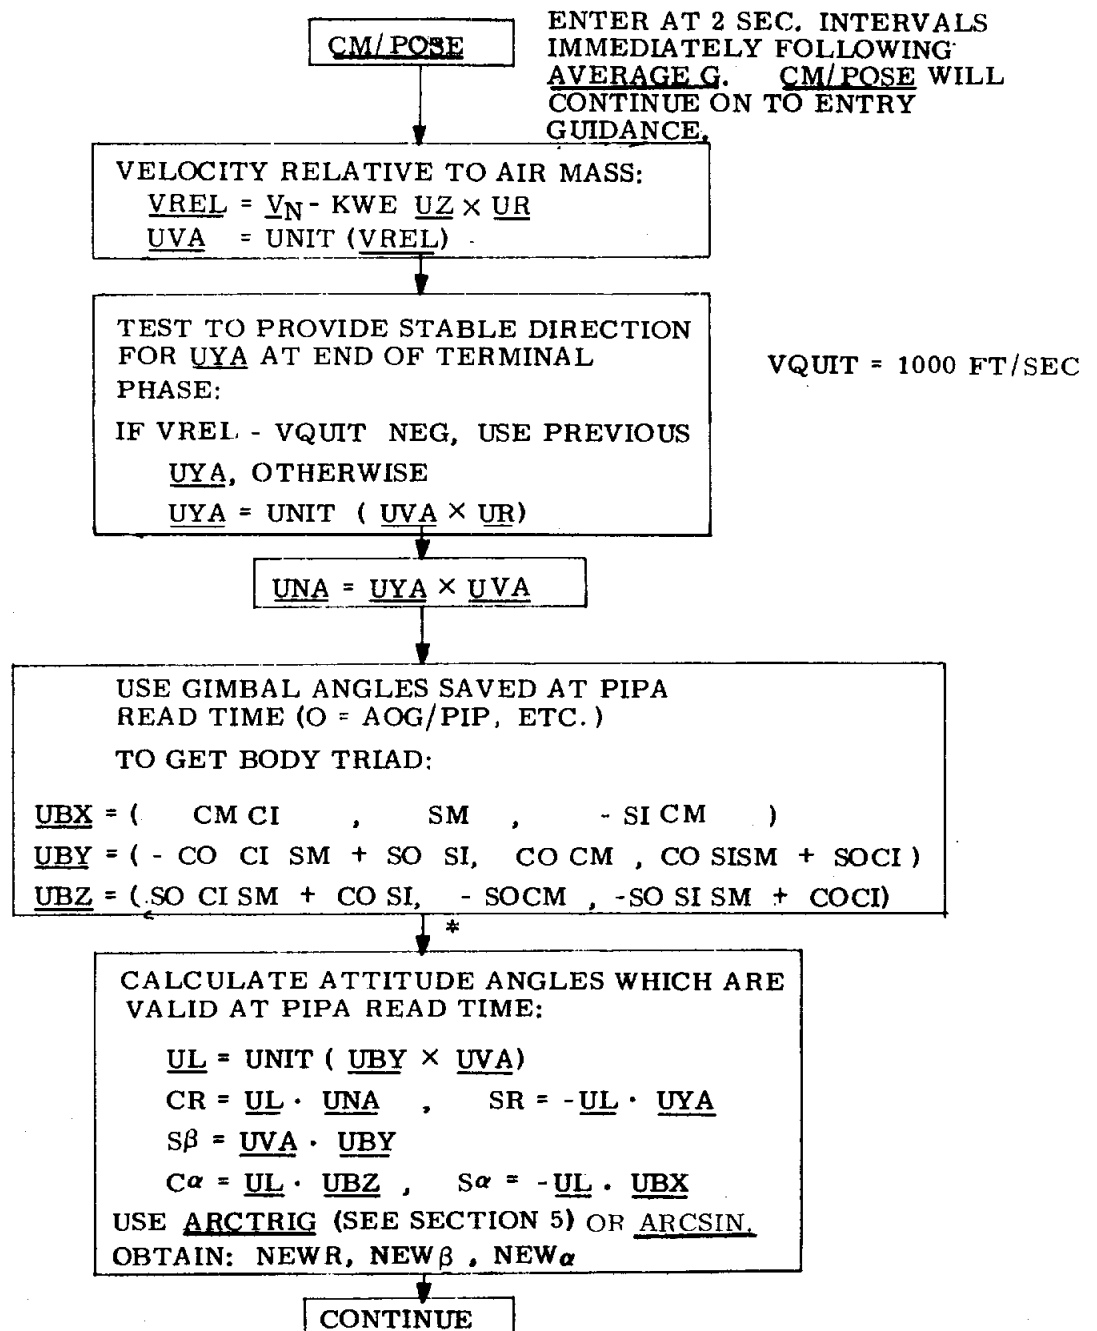 CM/POSE
ENTER AT 2 SEC. INTERVALS
IMMEDIATELY FOLLOWING
AVERAGE G. CM/POSE WILL
CONTINUE ON TO ENTRY
GUIDANCE.
VELOCITY RELATIVE TO AIR MASS:
VREL = VN - KWE UZ × UR
UVA = UNIT (VREL)
TEST TO PROVIDE STABLE DIRECTION
FOR UYA AT END OF TERMINAL
PHASE:
IF VREL - VQUIT NEG, USE PREVIOUS
UYA, OTHERWISE
UYA = UNIT ( UVA × UR)
VQUIT = 1000 FT/SEC
UNA = UYA × UVA
USE GIMBAL ANGLES SAVED AT PIPA
READ TIME (O = AOG/PIP, ETC.)
TO GET BODY TRIAD:
UBX = ( CM CI , SM , - SI CM )
UBY = ( - CO CI SM + SO SI, CO CM , CO SISM + SOCI )
UBZ = ( SO CI SM + CO SI, - SOCM , -SO SI SM + COCI)
*
CALCULATE ATTITUDE ANGLES WHICH ARE
VALID AT PIPA READ TIME:
UL = UNIT ( UBY × UVA)
CR = UL · UNA , SR = -UL · UYA
Sβ = UVA · UBY
Cα = UL · UBZ , Sα = -UL · UBX
USE ARCTRIG (SEE SECTION 5) OR ARCSIN.
OBTAIN: NEWR, NEWβ , NEWα
CONTINUE